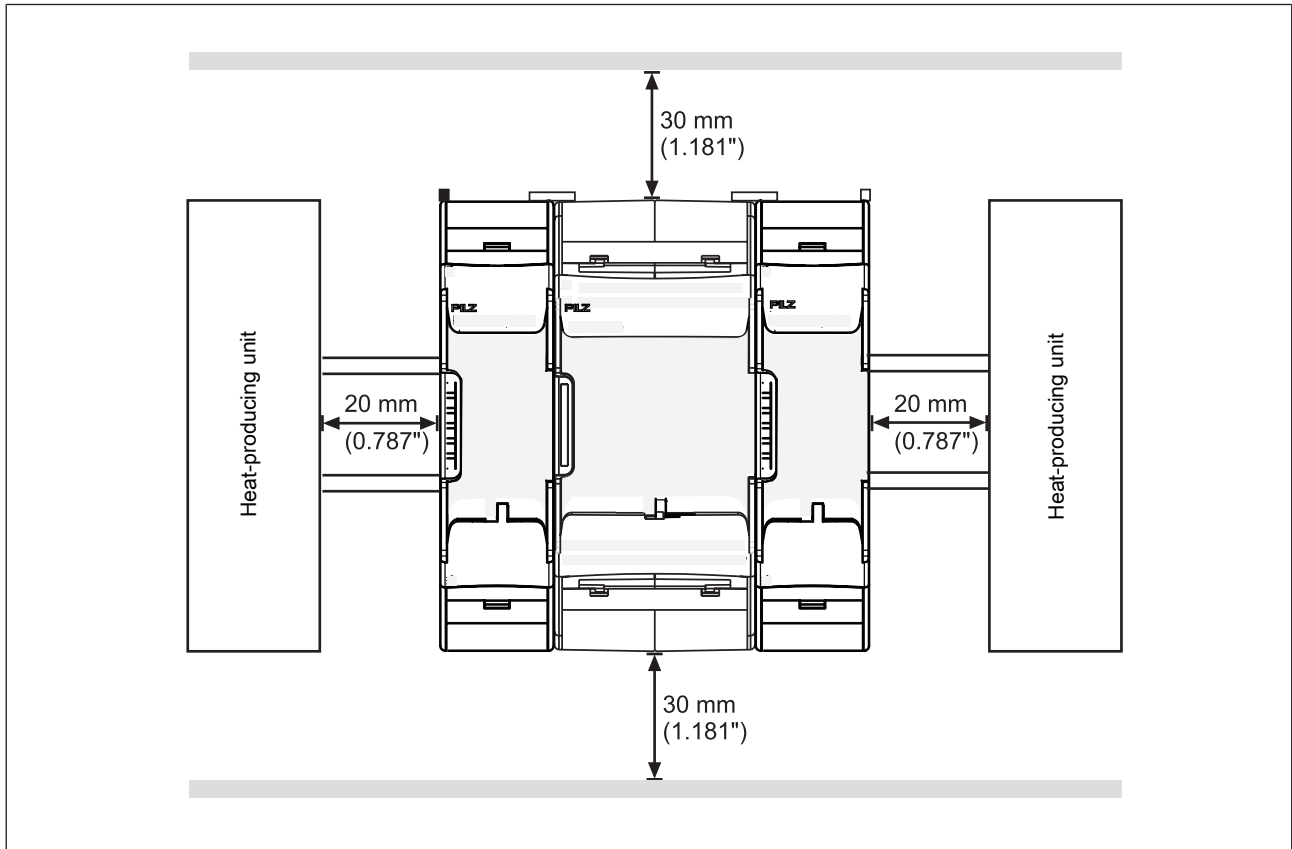 30 mm
(1.181")
PILZ
PILZ
PILZ
Heat-producing unit
20 mm
(0.787")
20 mm
(0.787")
Heat-producing unit
30 mm
(1.181")